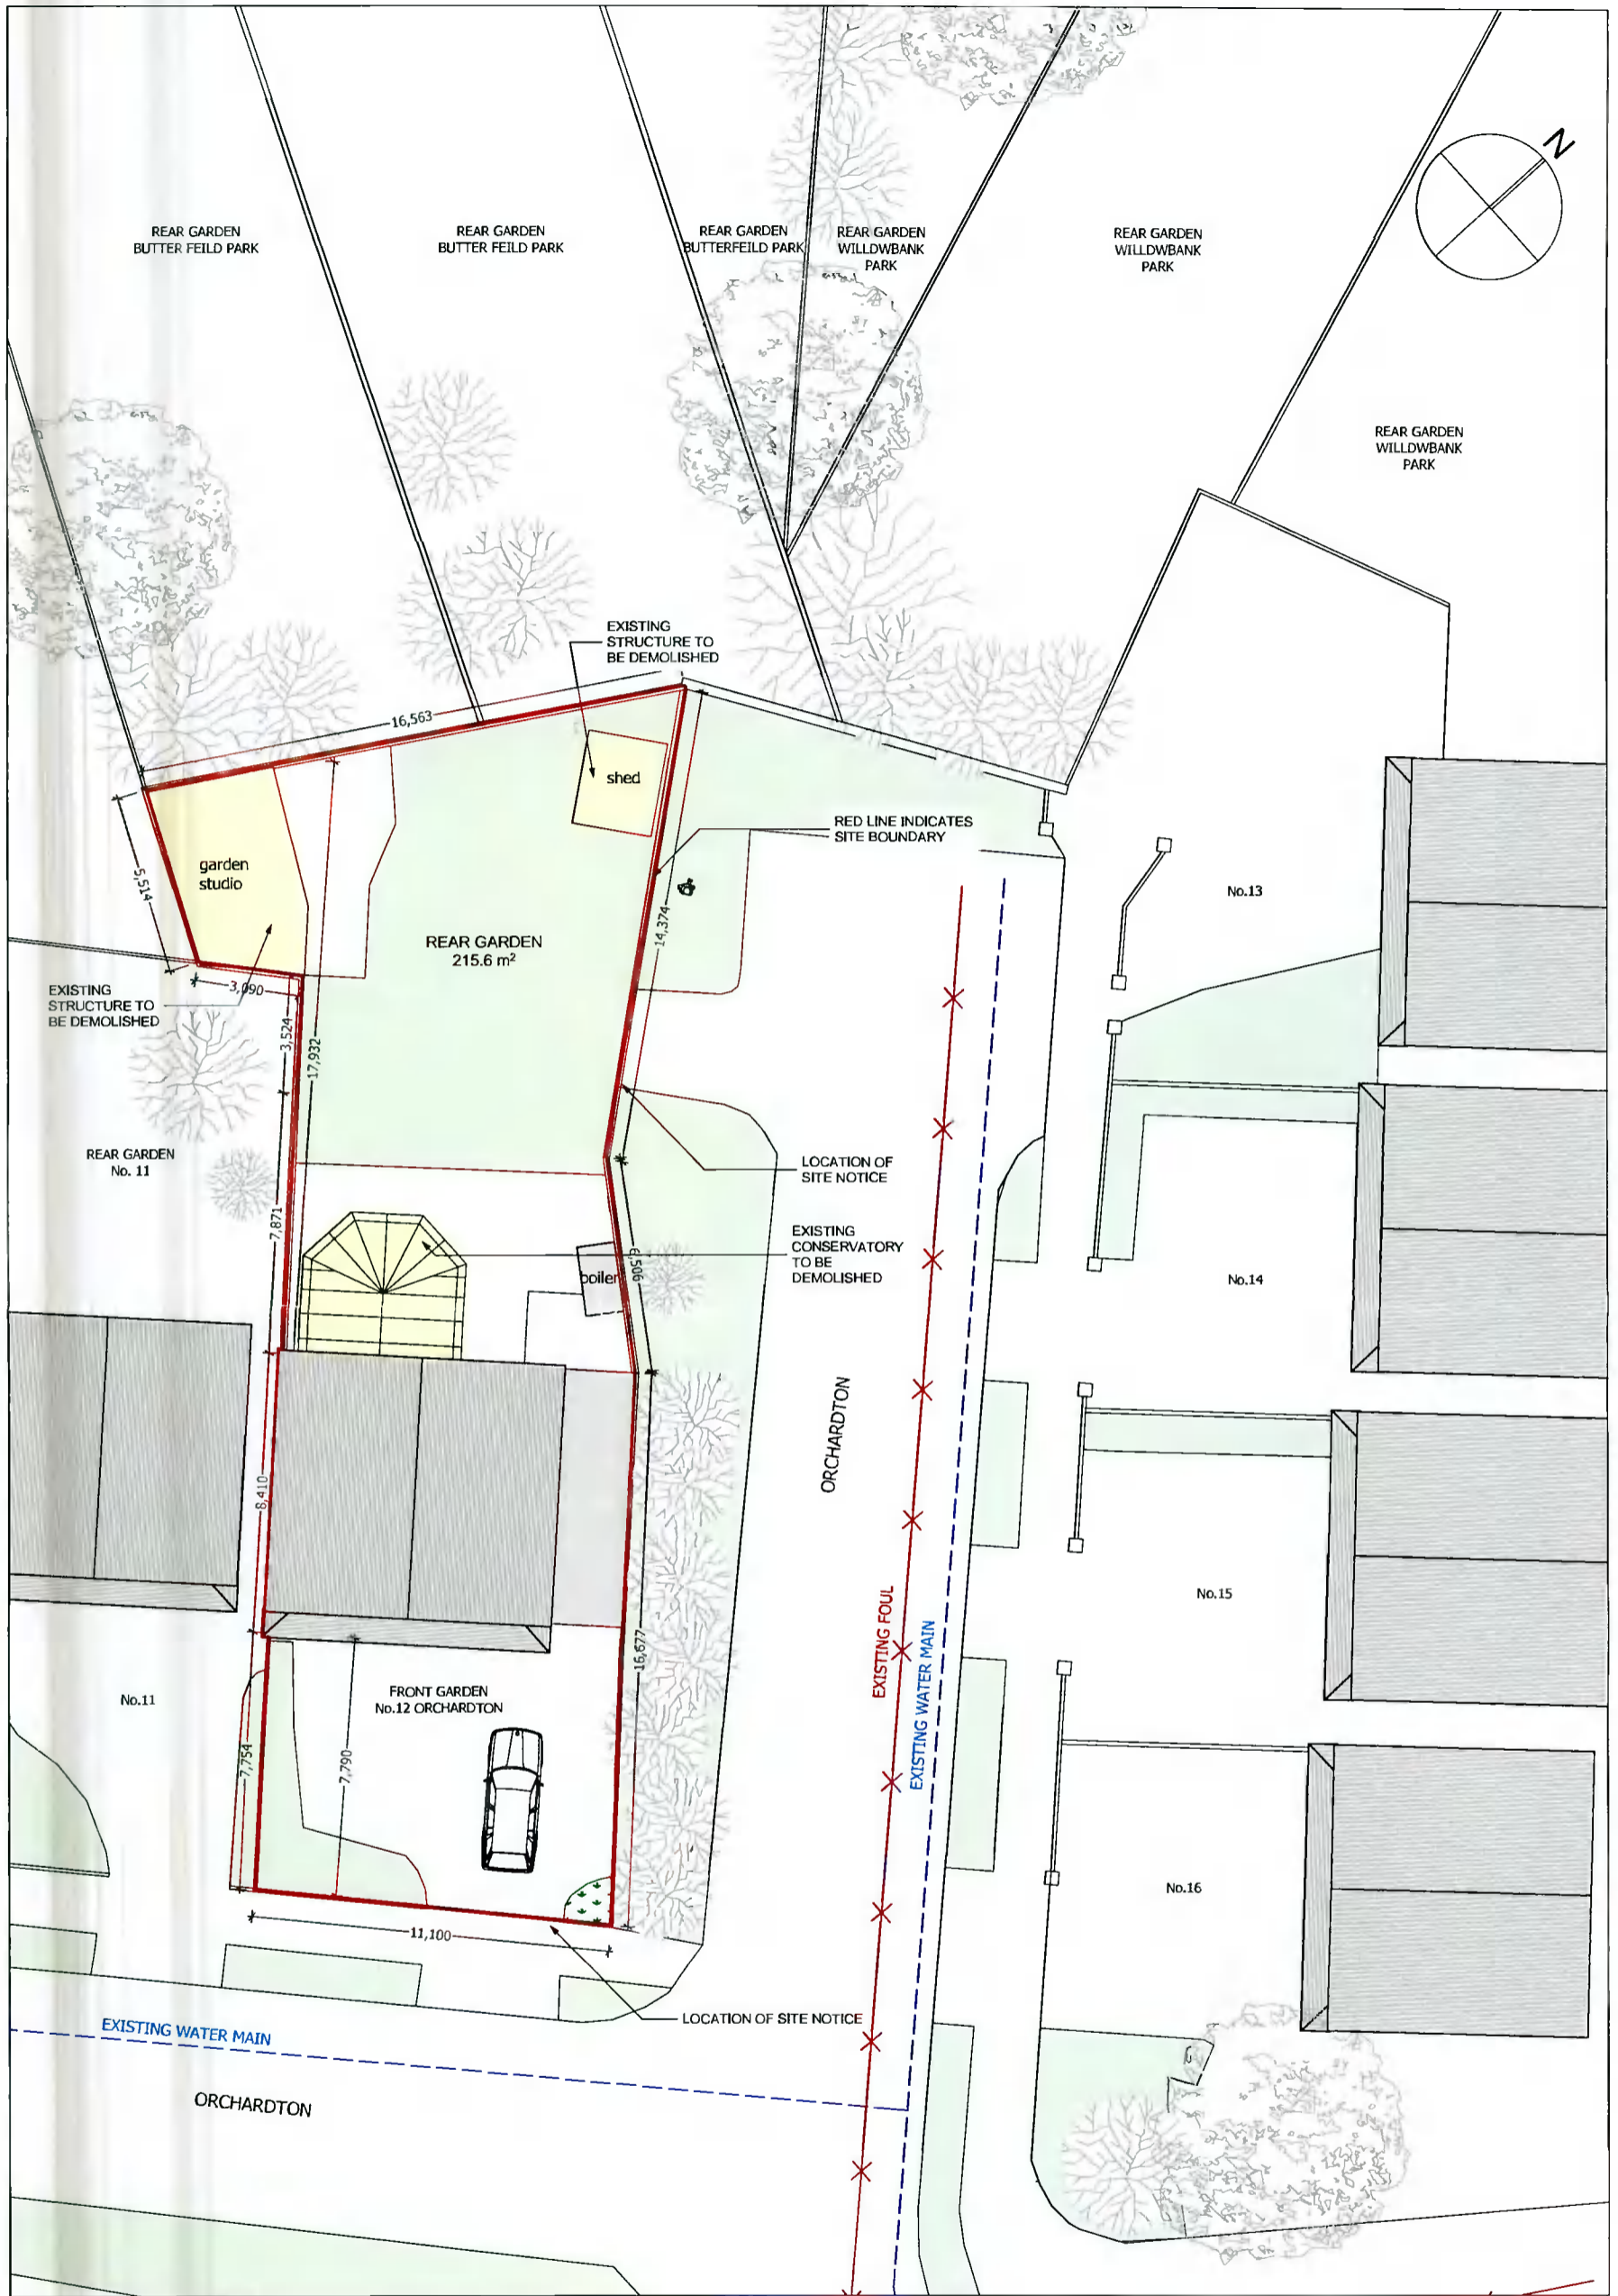 N
REAR GARDEN
BUTTER FEILD PARK
REAR GARDEN
BUTTER FEILD PARK
REAR GARDEN
BUTTERFEILD PARK
REAR GARDEN
WILLDWBANK
PARK
REAR GARDEN
WILLDWBANK
PARK
REAR GARDEN
WILLDWBANK
PARK
EXISTING
STRUCTURE TO
BE DEMOLISHED
16,563
shed
RED LINE INDICATES
SITE BOUNDARY
garden
studio
5,514
14,374
No.13
REAR GARDEN
215.6 m²
3,090
EXISTING
STRUCTURE TO
BE DEMOLISHED
3,524
17,932
REAR GARDEN
No. 11
LOCATION OF
SITE NOTICE
7,871
EXISTING
CONSERVATORY
TO BE
DEMOLISHED
6,506
boiler
No.14
ORCHARDTON
8,410
EXISTING FOUL
EXISTING WATER MAIN
No.15
16,677
No.11
FRONT GARDEN
No.12 ORCHARDTON
7,754
7,790
No.16
11,100
LOCATION OF SITE NOTICE
EXISTING WATER MAIN
ORCHARDTON